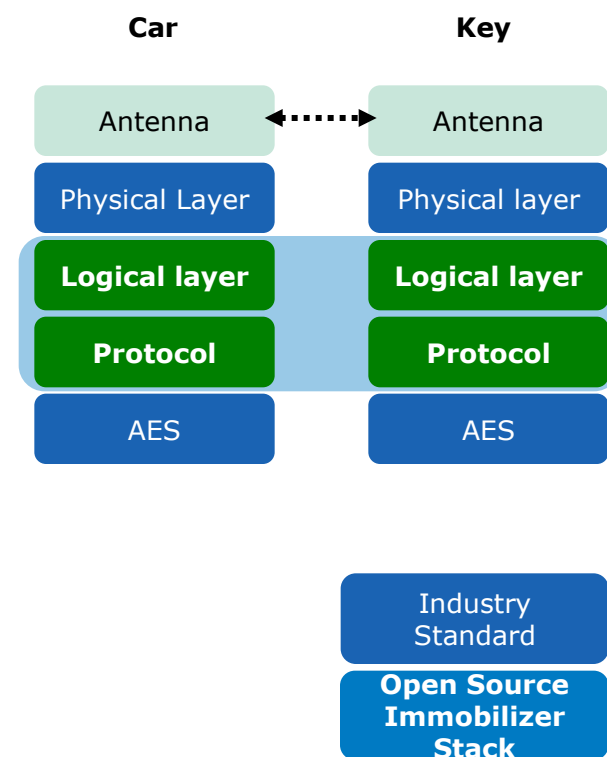 Car Key
Antenna Antenna
Physical Layer Physical layer
Logical layer Logical layer
Protocol Protocol
AES AES
Industry
Standard
Open Source
Immobilizer
Stack